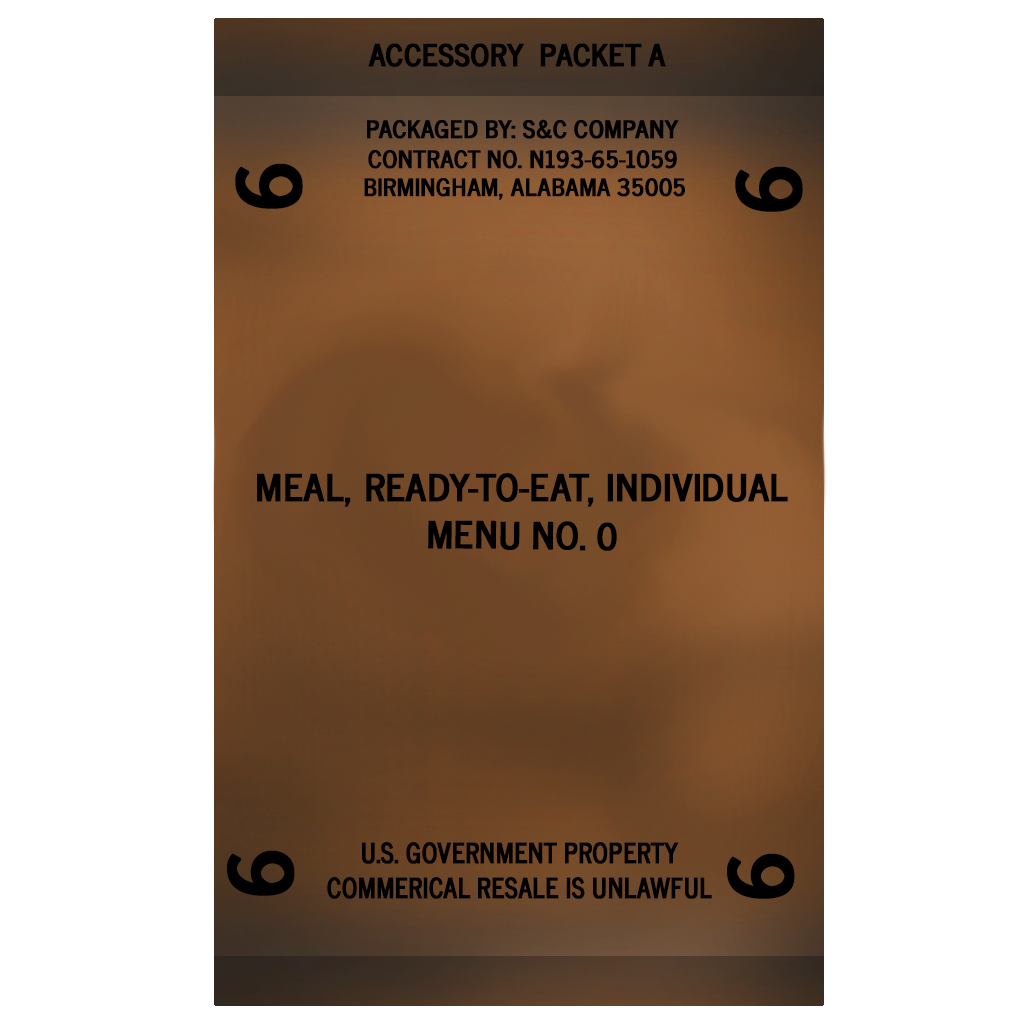 ACCESSORY PACKET A
PACKAGED BY: S&C COMPANY
CONTRACT NO. N193-65-1059
BIRMINGHAM, ALABAMA 35005
6 6
MEAL, READY-TO-EAT, INDIVIDUAL
MENU NO. 0
U.S. GOVERNMENT PROPERTY
COMMERICAL RESALE IS UNLAWFUL
6 6